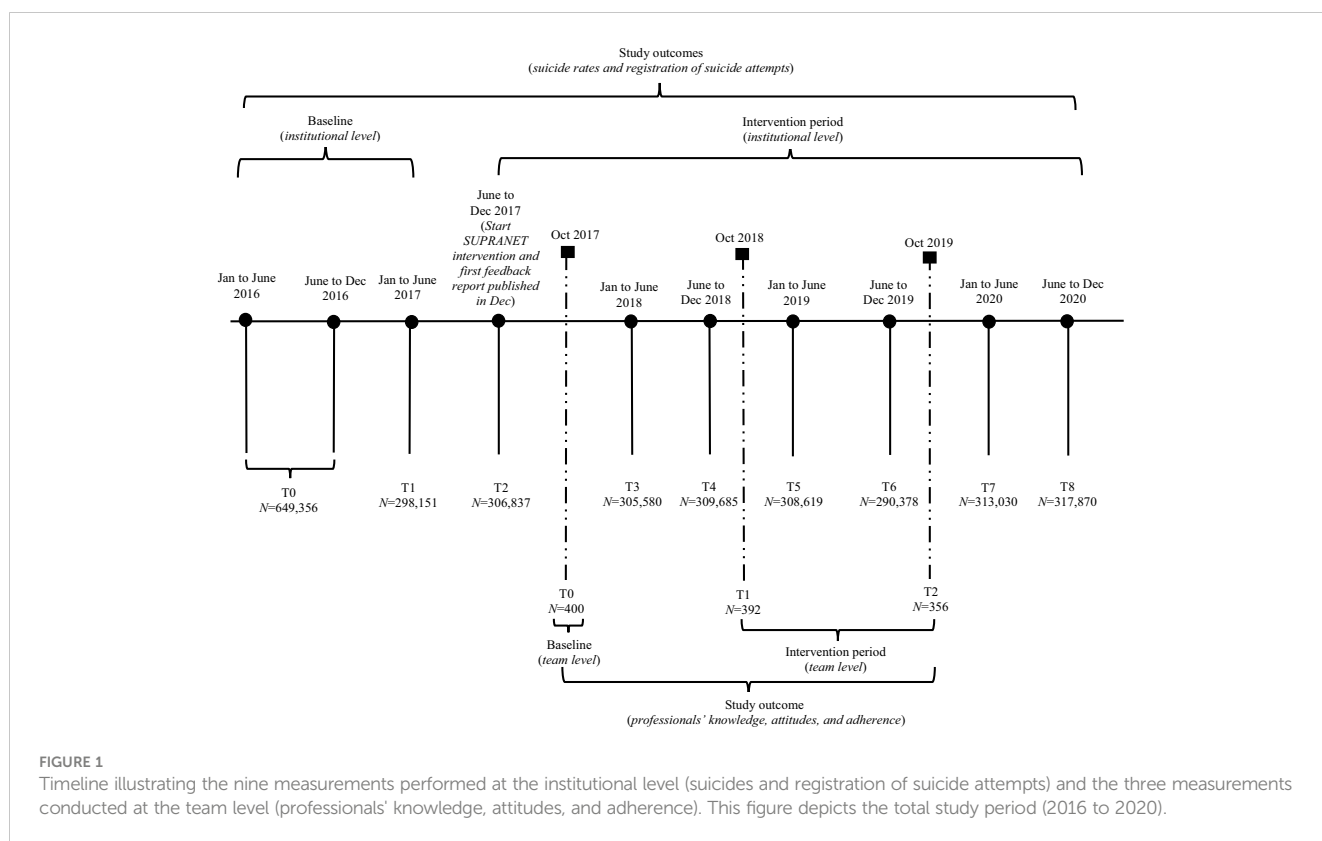 Study outcomes
(suicide rates and registration of suicide attempts)
Baseline
(institutional level)
Intervention period
(institutional level)
Jan to June
2016
June to Dec
2016
Jan to June
2017
June to
Dec 2017
(Start
SUPRANET
intervention and
first feedback
report published
in Dec)
Oct 2017
Jan to June
2018
June to
Dec 2018
Oct 2018
Jan to June
2019
June to
Dec 2019
Oct 2019
Jan to June
2020
June to Dec
2020
T0
N=649,356
T1
N=298,151
T2
N=306,837
T3
N=305,580
T4
N=309,685
T5
N=308,619
T6
N=290,378
T7
N=313,030
T8
N=317,870
T0
N=400
T1
N=392
T2
N=356
Baseline
(team level)
Intervention period
(team level)
Study outcome
(professionals' knowledge, attitudes, and adherence)
FIGURE 1
Timeline illustrating the nine measurements performed at the institutional level (suicides and registration of suicide attempts) and the three measurements
conducted at the team level (professionals' knowledge, attitudes, and adherence). This figure depicts the total study period (2016 to 2020).